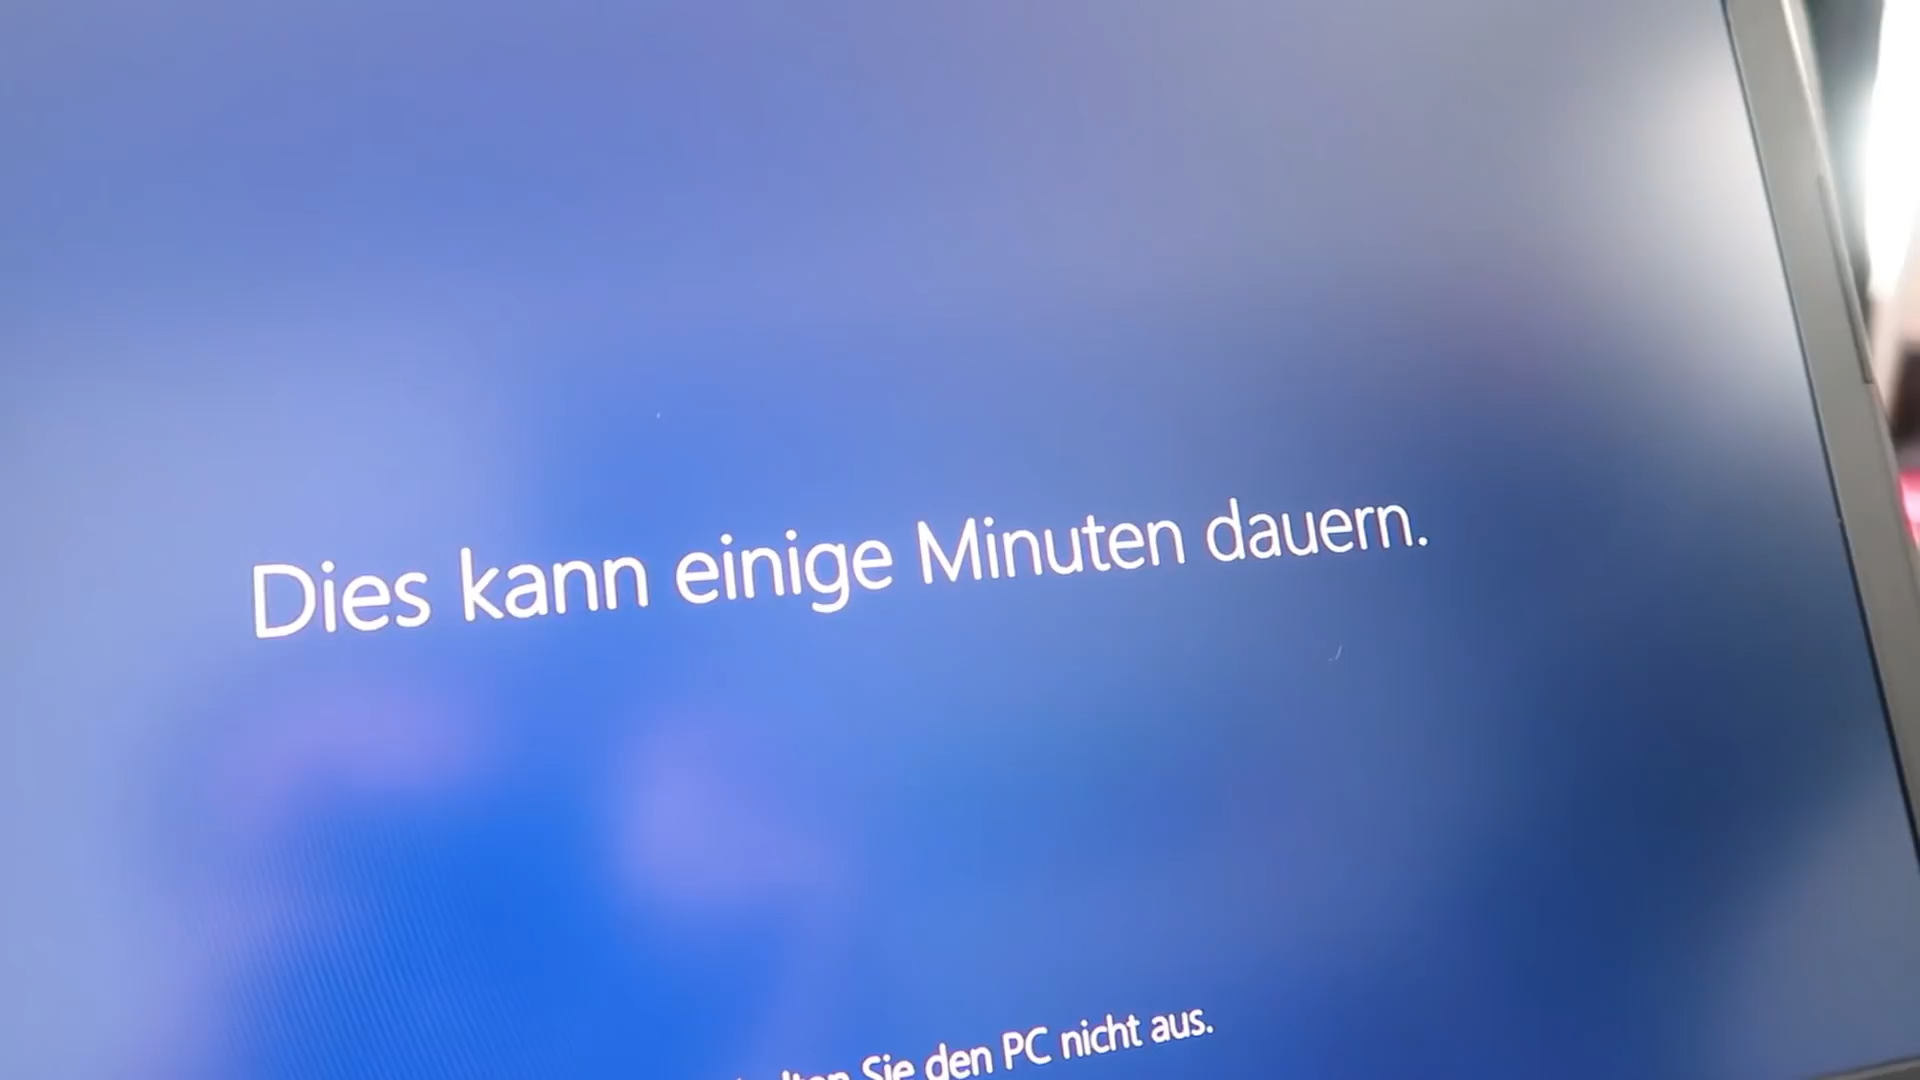 Dies kann einige Minuten dauern.
Sie den PC nicht aus.